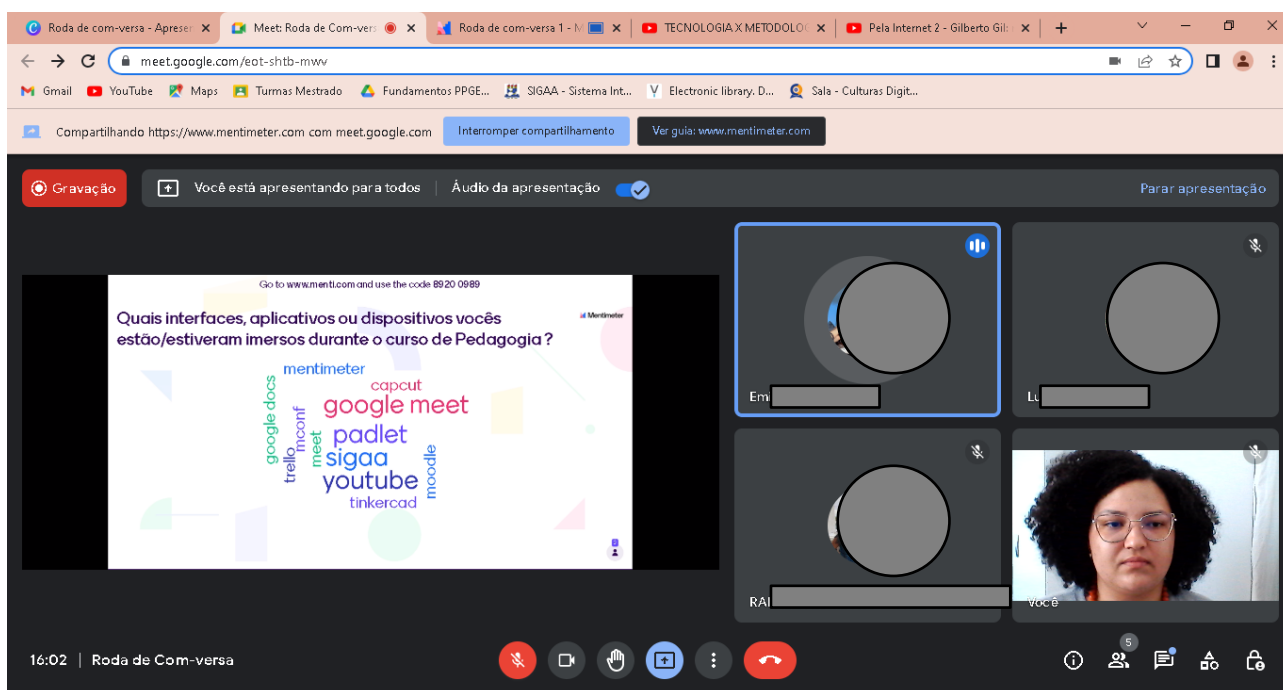 Roda de com-versa - Apresen
Meet: Roda de Com-vers
Roda de com-versa 1 - M
TECNOLOGIA X METODOLOG
Pela Internet 2 - Gilberto Gil
meet.google.com/eot-shtb-mwv
Gmail
YouTube
Maps
Turmas Mestrado
Fundamentos PPGE...
SIGAA - Sistema Int...
Electronic library. D...
Sala - Culturas Digit...
Compartilhando https://www.mentimeter.com com meet.google.com
Interromper compartilhamento
Ver guia: www.mentimeter.com
Gravação
Você está apresentando para todos
Áudio da apresentação
Parar apresentação
Go to www.menti.com and use the code 8920 0989
Quais interfaces, aplicativos ou dispositivos vocês
estão/estiveram imersos durante o curso de Pedagogia ?
Mentimeter
mentimeter
capcut
google docs
google meet
mconf
meet
padlet
trello
sigaa
moodle
youtube
tinkercad
Em
Lu
RAI
Você
16:02 | Roda de Com-versa
5